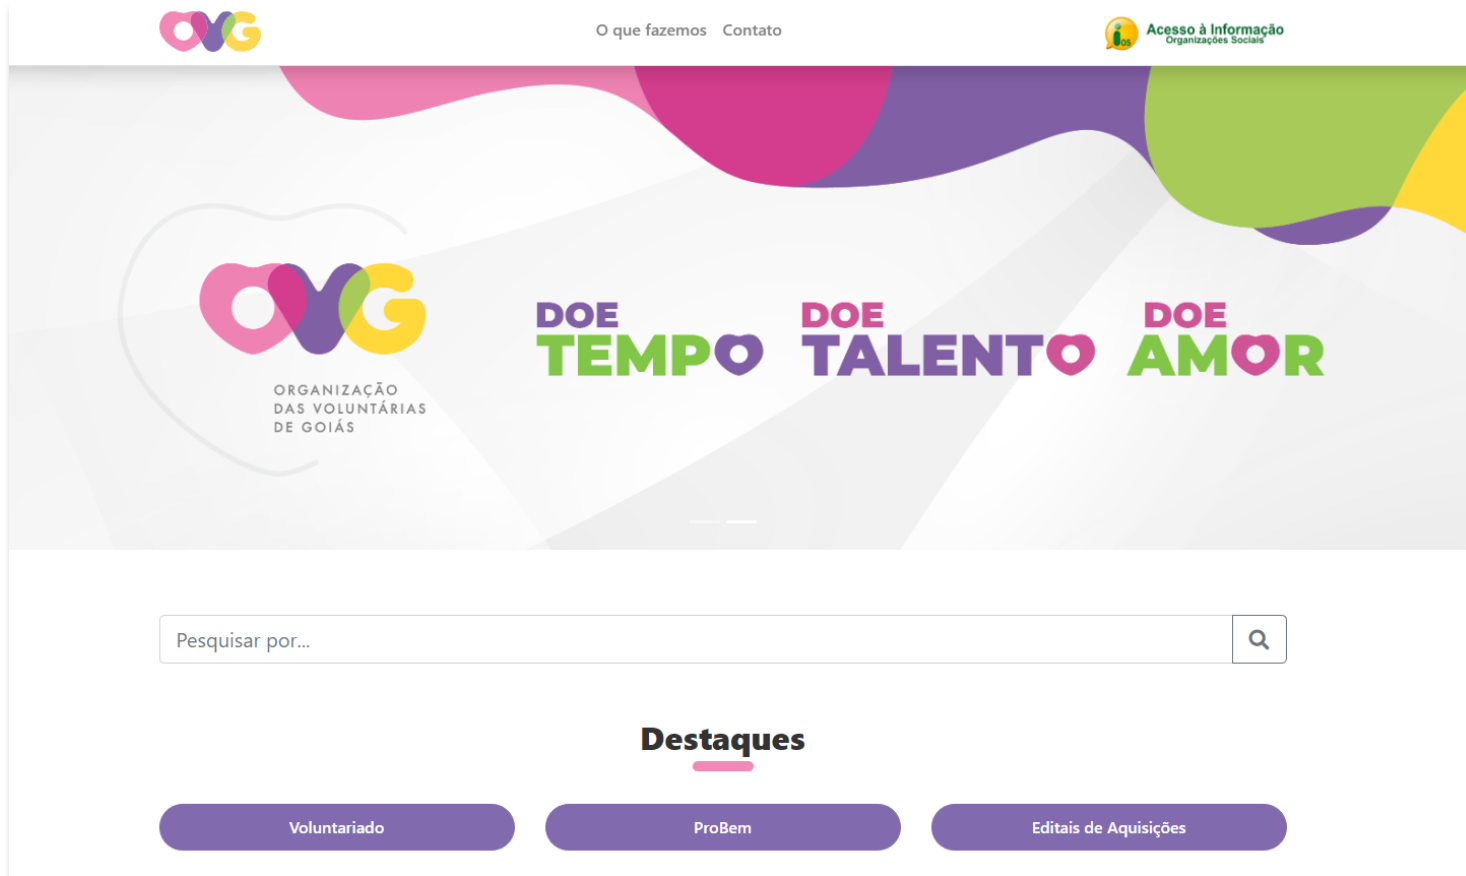 OVG
O que fazemos Contato
ios
Acesso à Informação
Organizações Sociais
OVG
ORGANIZAÇÃO
DAS VOLUNTÁRIAS
DE GOIÁS
DOE
TEMPO
DOE
TALENTO
DOE
AMOR
Pesquisar por...
Destaques
Voluntariado
ProBem
Editais de Aquisições